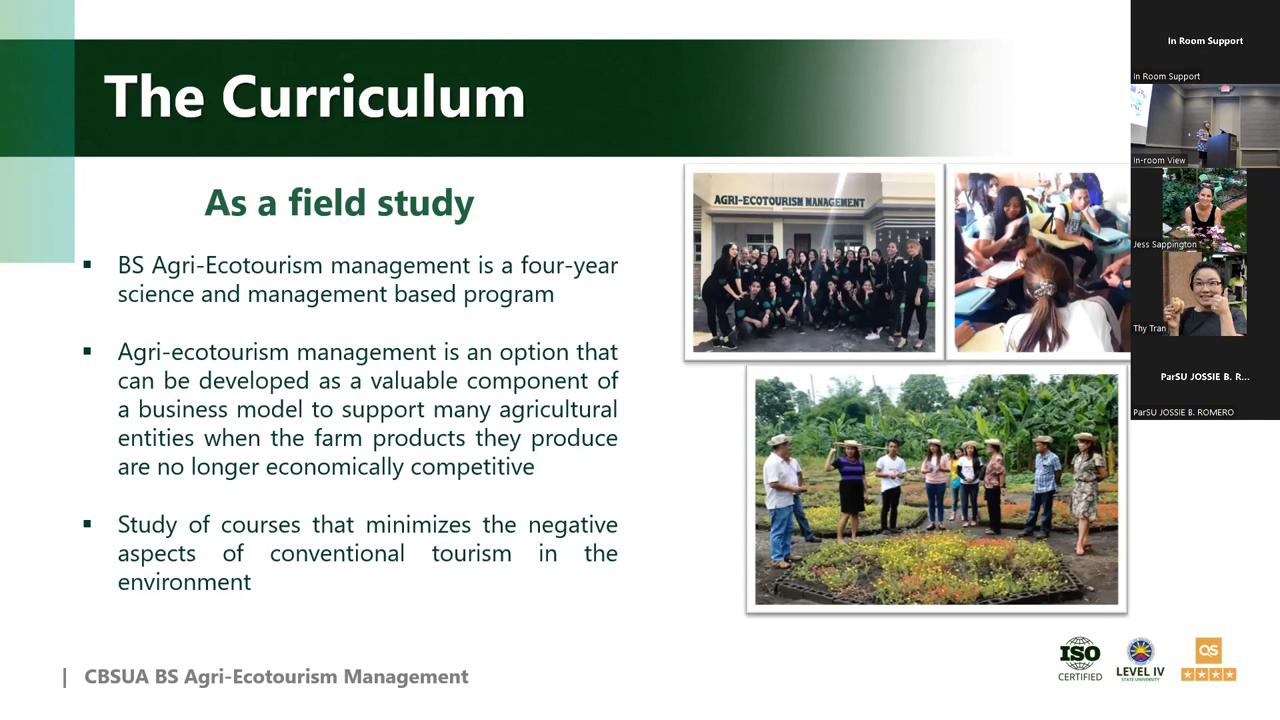 The Curriculum
As a field study
▪ BS Agri-Ecotourism management is a four-year
science and management based program
▪ Agri-ecotourism management is an option that
can be developed as a valuable component of
a business model to support many agricultural
entities when the farm products they produce
are no longer economically competitive
▪ Study of courses that minimizes the negative
aspects of conventional tourism in the
environment
AGRI-ECOTOURISM MANAGEMENT
| CBSUA BS Agri-Ecotourism Management
ISO
CERTIFIED
LEVEL IV
STATE UNIVERSITY
QS
In Room Support
In Room Support
In-room View
Jess Sappington
Thy Tran
ParSU JOSSIE B. R...
ParSU JOSSIE B. ROMERO